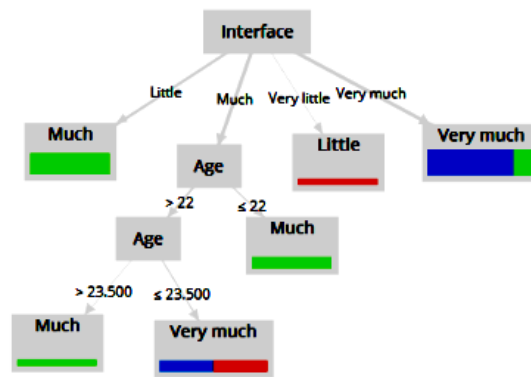 Interface
Little
Much
Very little
Very much
Much
Age
Little
Very much
> 22
≤ 22
Age
Much
> 23.500
≤ 23.500
Much
Very much